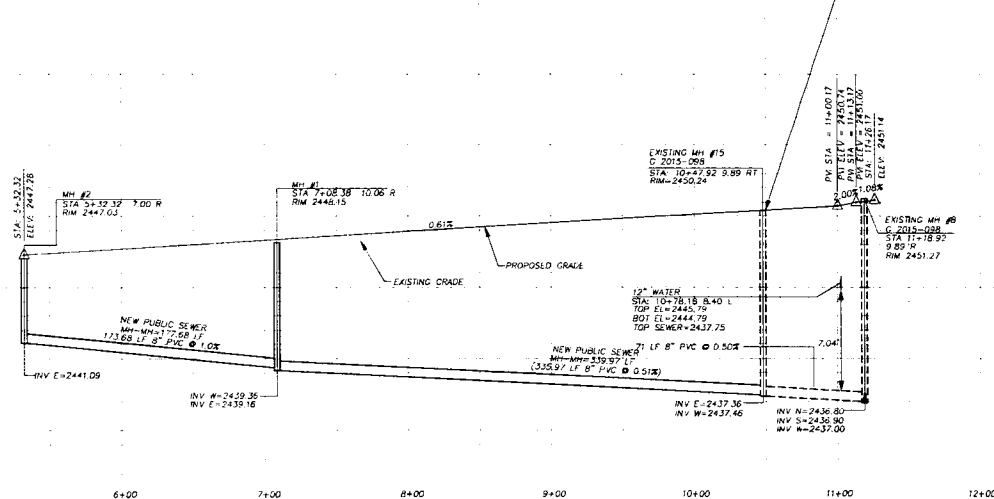 STA: 5+32.32
ELEV: 2447.28
MH #2
STA 5+32.32 7.00 R
RIM 2447.03
MH #1
STA 7+08.38 10.06 R
RIM 2448.15
0.61%
EXISTING GRADE
PROPOSED GRADE
EXISTING MH #15
G 2015-098
STA: 10+47.92 9.89 RT
RIM=2450.24
PVI STA = 11+00.17
PVI ELEV = 2450.74
PVI STA = 11+13.17
PVI ELEV = 2451.00
STA: 11+26.17
ELEV: 2451.14
2.00%
1.08%
EXISTING MH #8
G 2015-098
STA 11+18.92
9.89 R
RIM 2451.27
12" WATER
STA: 10+78.18 8.40 L
TOP EL=2445.79
BOT EL=2444.79
TOP SEWER=2437.75
71 LF 8" PVC @ 0.50%
7.04'
NEW PUBLIC SEWER
MH-MH=177.68 LF
173.68 LF 8" PVC @ 1.0%
NEW PUBLIC SEWER
MH-MH=339.97 LF
(335.97 LF 8" PVC @ 0.51%)
INV E=2441.09
INV W=2439.36
INV E=2439.16
INV E=2437.36
INV W=2437.46
INV N=2436.80
INV S=2436.90
INV W=2437.00
6+00
7+00
8+00
9+00
10+00
11+00